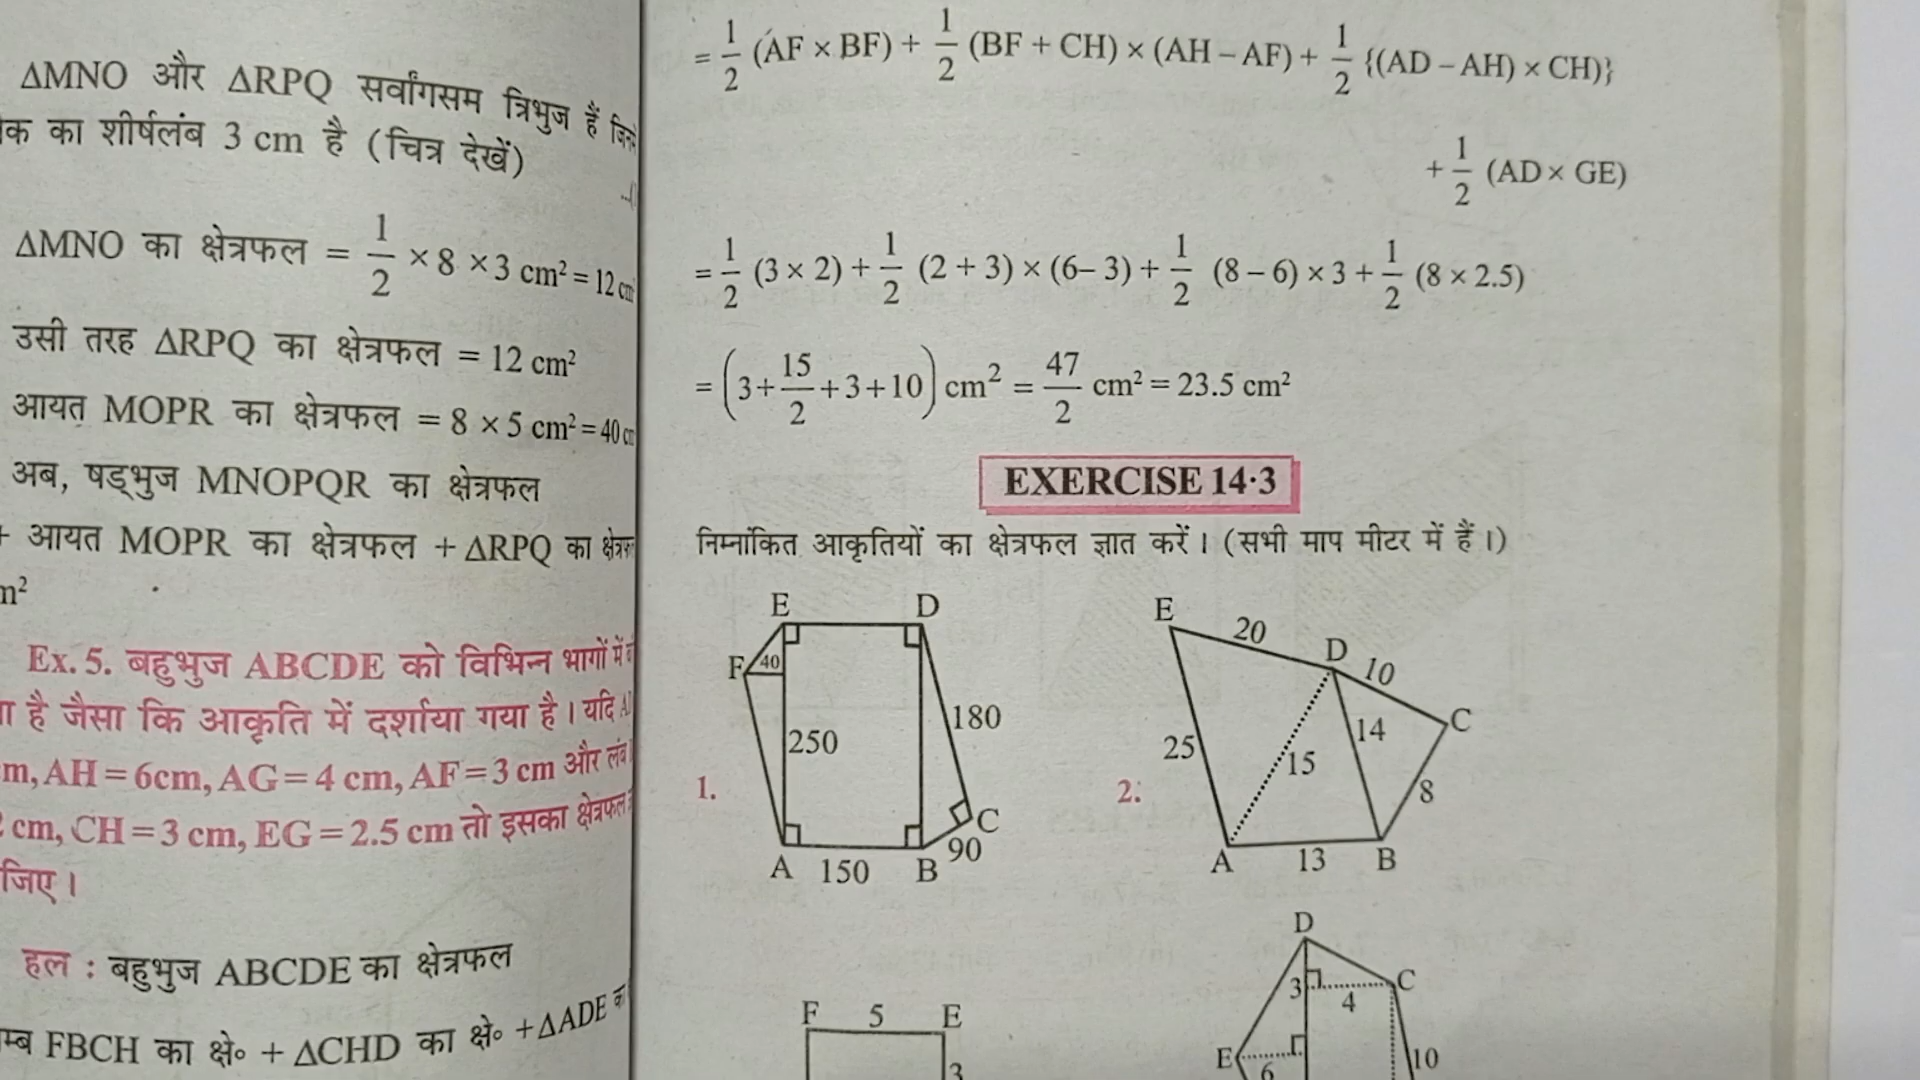 ΔMNO और ΔRPQ सर्वांगसम त्रिभुज हैं
का शीर्षलंब 3 cm है (चित्र देखें)
ΔMNO का क्षेत्रफल = 1/2 × 8 × 3 cm² = 12
उसी तरह ΔRPQ का क्षेत्रफल = 12 cm²
आयत MOPR का क्षेत्रफल = 8 × 5 cm² = 40
अब, षड्भुज MNOPQR का क्षेत्रफल
+ आयत MOPR का क्षेत्रफल + ΔRPQ का
Ex. 5. बहुभुज ABCDE को विभिन्न भागों में
है जैसा कि आकृति में दर्शाया गया है। यदि
AH = 6cm, AG = 4 cm, AF = 3 cm और लंब
cm, CH = 3 cm, EG = 2.5 cm तो इसका क्षेत्रफल
हल : बहुभुज ABCDE का क्षेत्रफल
FBCH का क्षे॰ + ΔCHD का क्षे॰ + ΔADE
= 1/2 (AF × BF) + 1/2 (BF + CH) × (AH – AF) + 1/2 {(AD – AH) × CH)}
+ 1/2 (AD × GE)
= 1/2 (3 × 2) + 1/2 (2 + 3) × (6– 3) + 1/2 (8 – 6) × 3 + 1/2 (8 × 2.5)
= (3 + 15/2 + 3 + 10) cm² = 47/2 cm² = 23.5 cm²
EXERCISE 14·3
निम्नांकित आकृतियों का क्षेत्रफल ज्ञात करें। (सभी माप मीटर में हैं।)
1.
E D
F 40
180
250
C
90
A 150 B
2.
E
20
D 10
C
14
25
15
8
A 13 B
F 5 E
3
D
3
C
4
E
6
10